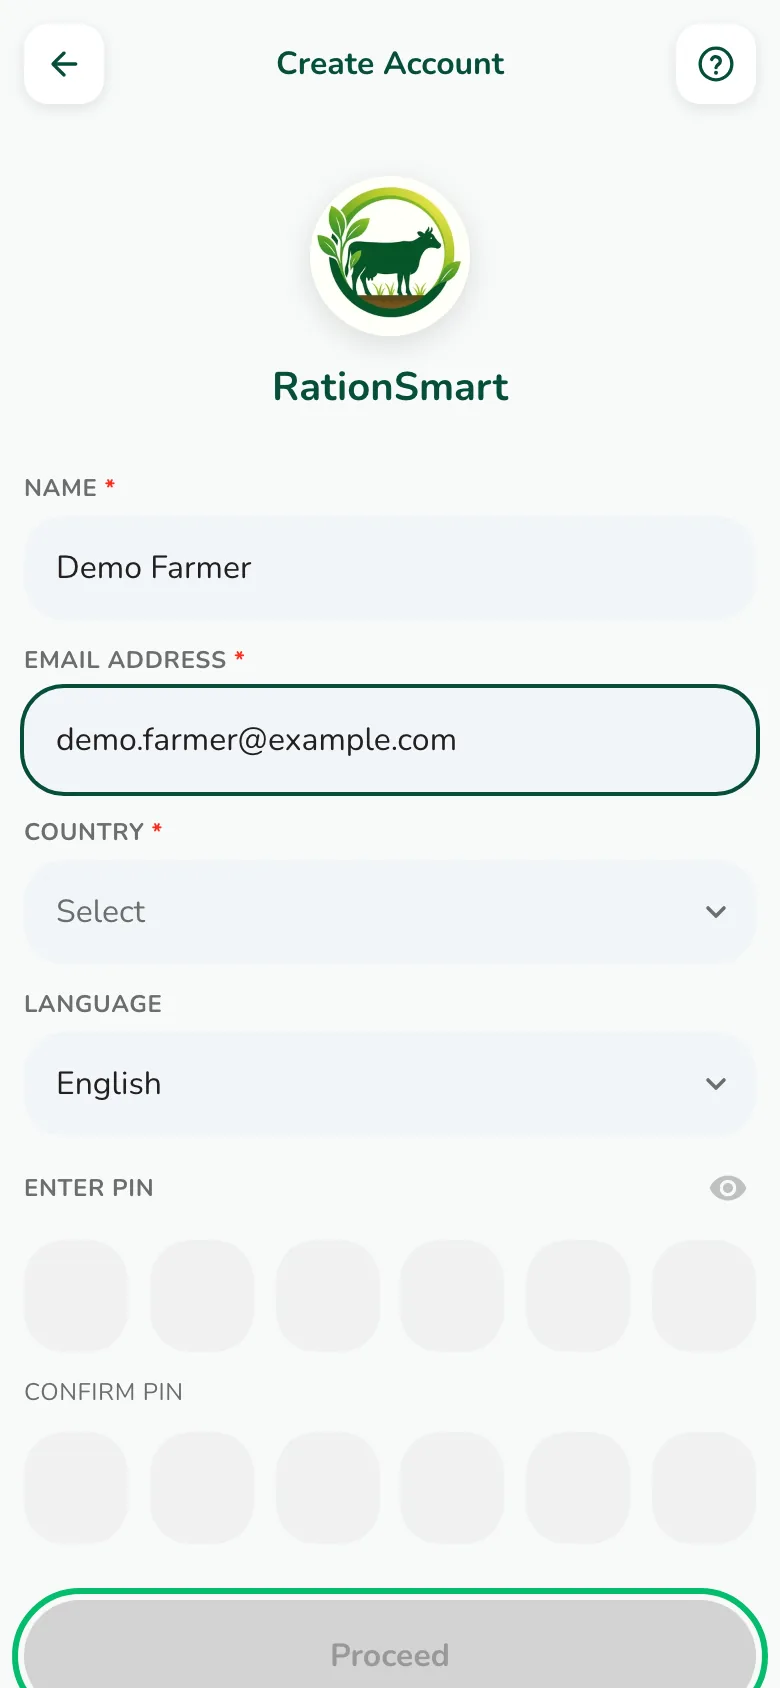 Create Account
RationSmart
NAME *
Demo Farmer
EMAIL ADDRESS *
demo.farmer@example.com
COUNTRY *
Select
LANGUAGE
English
ENTER PIN
CONFIRM PIN
Proceed